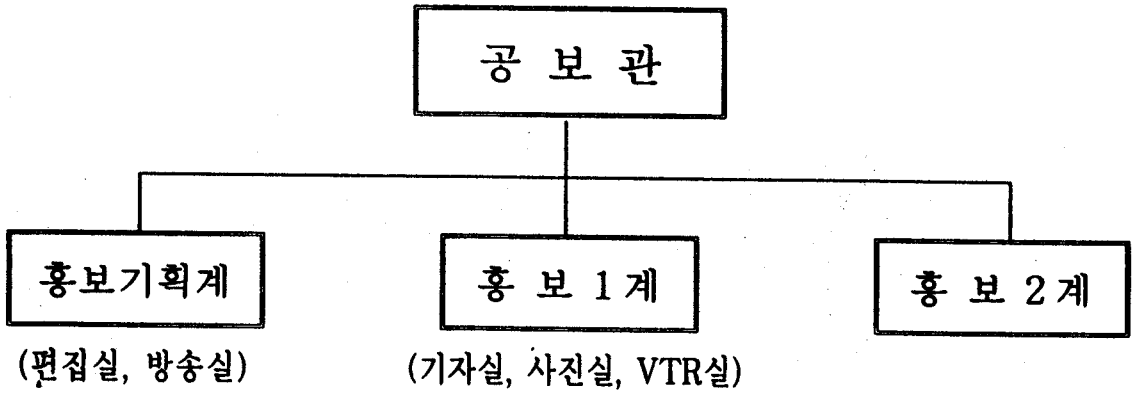 공 보 관
홍보기획계
홍 보 1 계
홍 보 2 계
(편집실, 방송실)
(기자실, 사진실, VTR실)